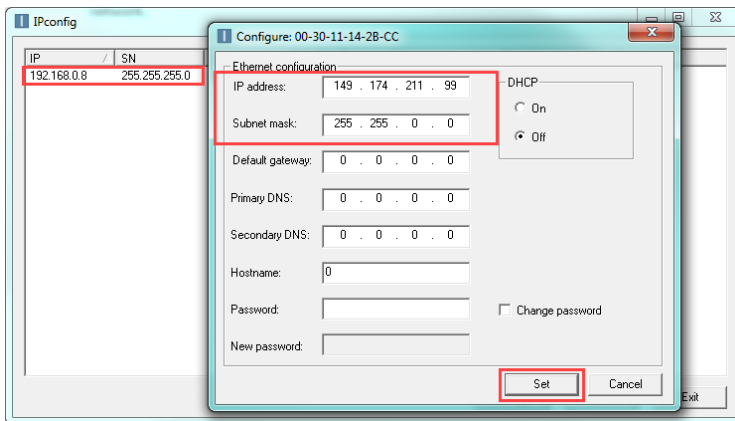 IPconfig
Configure: 00-30-11-14-2B-CC
IP / SN
192.168.0.8 255.255.255.0
Ethernet configuration
IP address: 149 . 174 . 211 . 99
Subnet mask: 255 . 255 . 0 . 0
Default gateway: 0 . 0 . 0 . 0
Primary DNS: 0 . 0 . 0 . 0
Secondary DNS: 0 . 0 . 0 . 0
Hostname: 0
Password:
New password:
DHCP
On
Off
Change password
Set Cancel
Exit